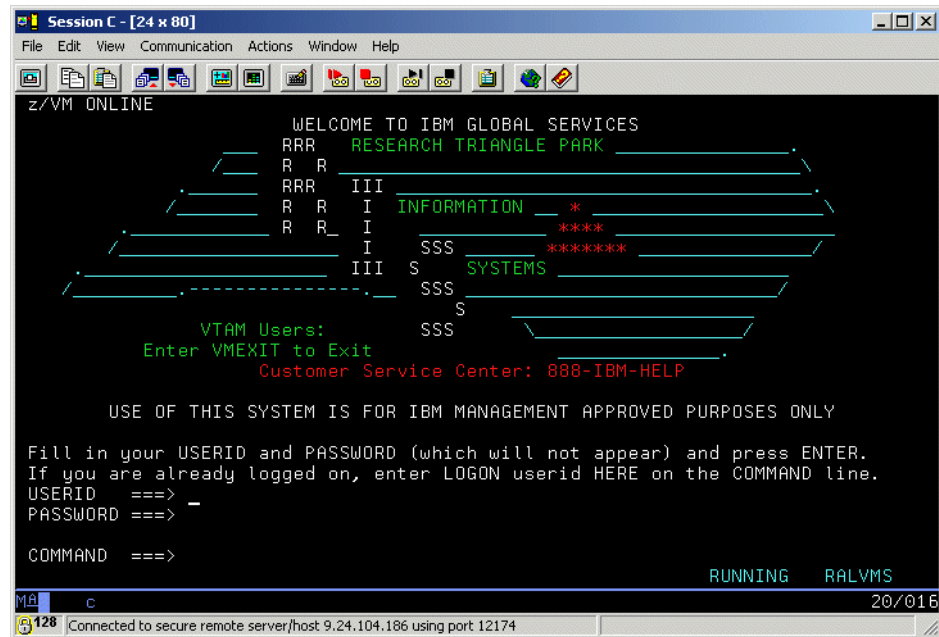 Session C - [24 x 80]
File Edit View Communication Actions Window Help
z/VM ONLINE
WELCOME TO IBM GLOBAL SERVICES
RRR RESEARCH TRIANGLE PARK
R R
RRR III
R R I INFORMATION *
R R I ****
I SSS *******
III S SYSTEMS
SSS
S
VTAM Users: SSS
Enter VMEXIT to Exit
Customer Service Center: 888-IBM-HELP
USE OF THIS SYSTEM IS FOR IBM MANAGEMENT APPROVED PURPOSES ONLY
Fill in your USERID and PASSWORD (which will not appear) and press ENTER.
If you are already logged on, enter LOGON userid HERE on the COMMAND line.
USERID ===> _
PASSWORD ===>
COMMAND ===>
RUNNING RALVMS
MA c 20/016
128 Connected to secure remote server/host 9.24.104.186 using port 12174